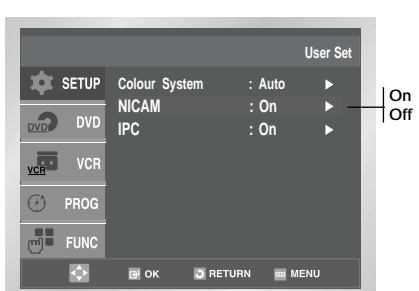 User Set
SETUP
Colour System : Auto ►
NICAM : On ►
IPC : On ►
On
Off
DVD DVD
VCR VCR
PROG
FUNC
OK RETURN MENU